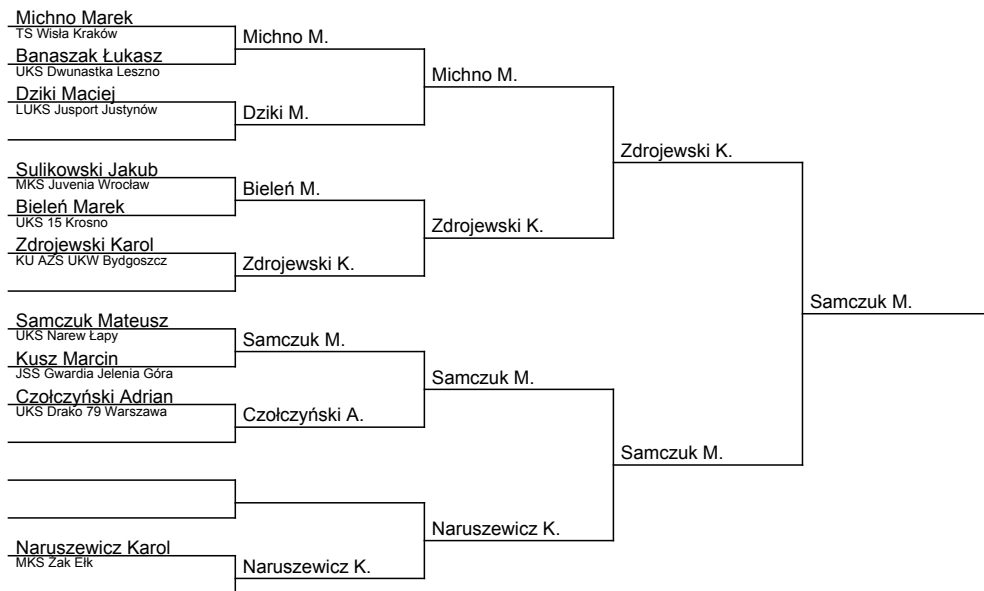 Michno Marek
TS Wisła Kraków
Banaszak Łukasz
UKS Dwunastka Leszno
Dziki Maciej
LUKS Jusport Justynów
Sulikowski Jakub
MKS Juvenia Wrocław
Bieleń Marek
UKS 15 Krosno
Zdrojewski Karol
KU AZS UKW Bydgoszcz
Samczuk Mateusz
UKS Narew Łapy
Kusz Marcin
JSS Gwardia Jelenia Góra
Czołczyński Adrian
UKS Drako 79 Warszawa
Naruszewicz Karol
MKS Żak Ełk
Michno M.
Dziki M.
Bieleń M.
Zdrojewski K.
Samczuk M.
Czołczyński A.
Naruszewicz K.
Michno M.
Zdrojewski K.
Samczuk M.
Naruszewicz K.
Zdrojewski K.
Samczuk M.
Samczuk M.